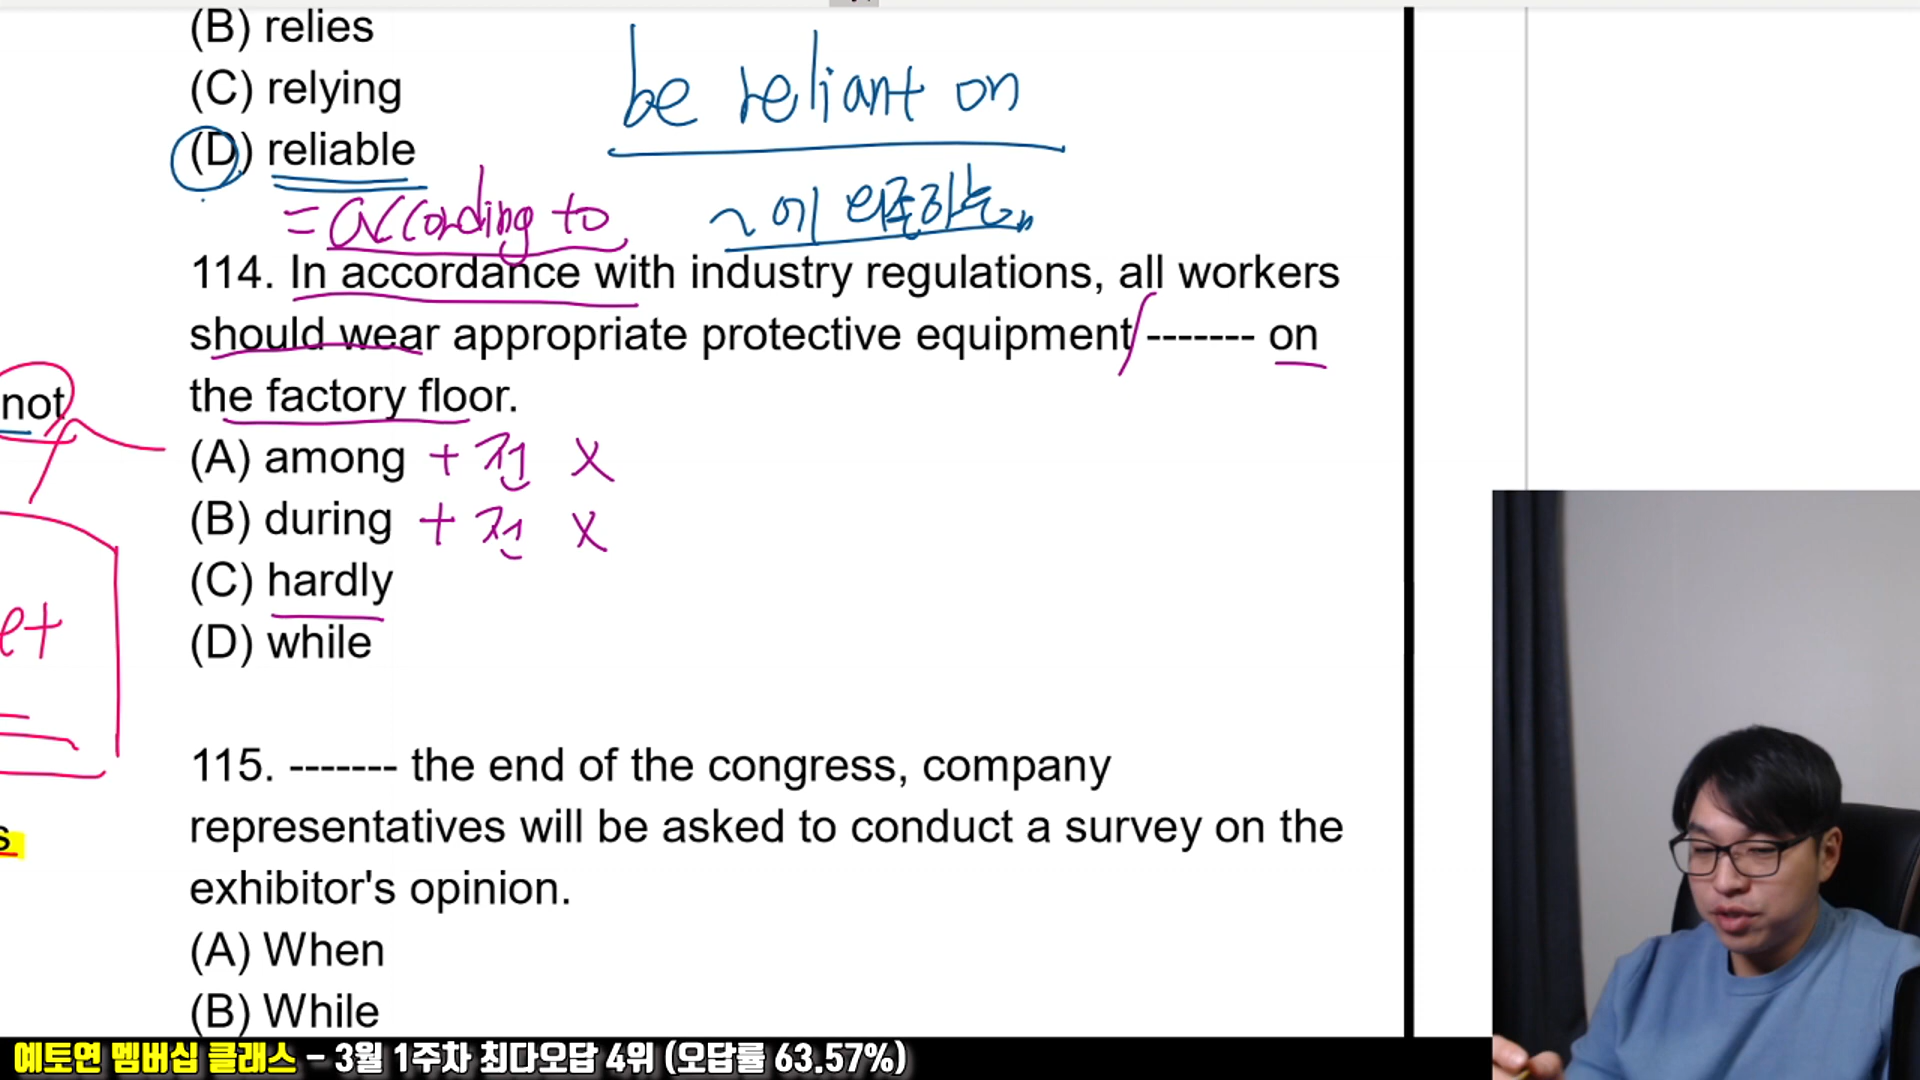 (B) relies
(C) relying
(D) reliable
be reliant on
~에 의존하는
= according to
114. In accordance with industry regulations, all workers
should wear appropriate protective equipment ------- on
the factory floor.
not
(A) among + 전 X
(B) during + 전 X
(C) hardly
(D) while
et
115. ------- the end of the congress, company
representatives will be asked to conduct a survey on the
exhibitor's opinion.
s
(A) When
(B) While
예토연 멤버십 클래스 - 3월 1주차 최다오답 4위 (오답률 63.57%)